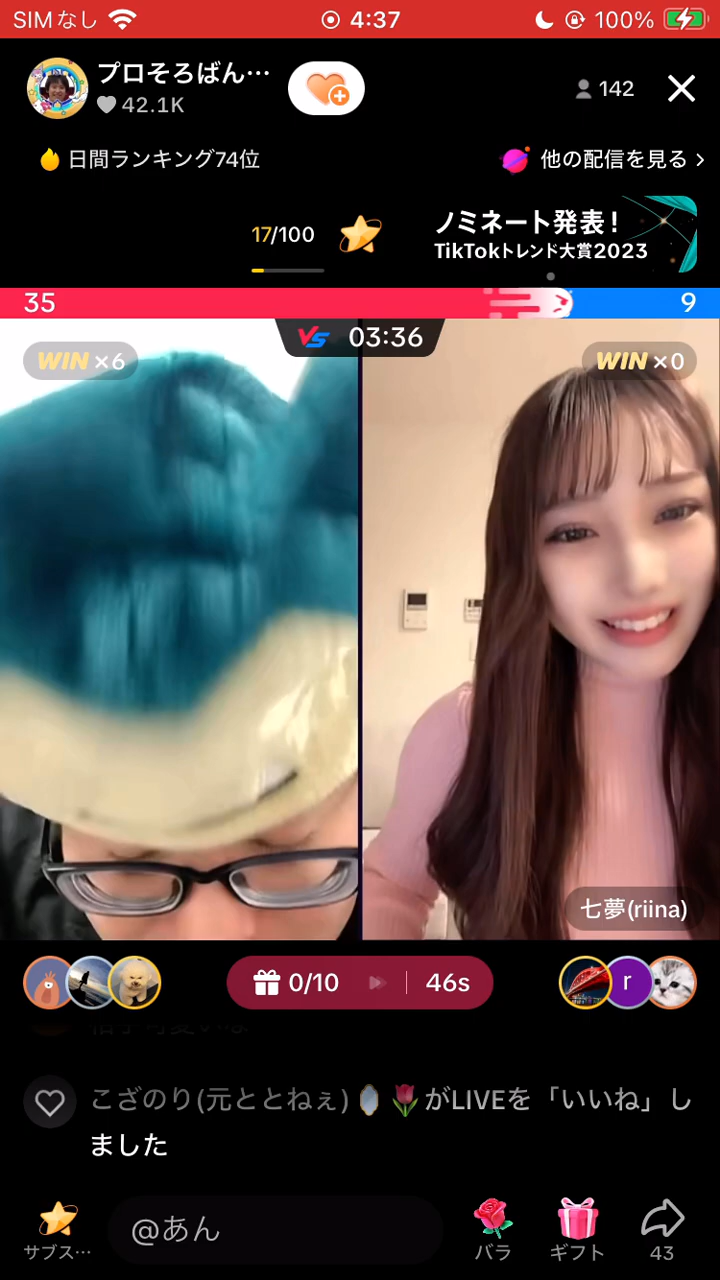 SIMなし 4:37 100%
プロそろばん…
42.1K
142
日間ランキング74位
他の配信を見る
17/100
ノミネート発表！
TikTokトレンド大賞2023
35
9
VS 03:36
WIN ×6
WIN ×0
七夢(riina)
0/10 46s
r
こざのり(元ととねぇ)がLIVEを「いいね」し
ました
@あん
サブス…
バラ
ギフト
43